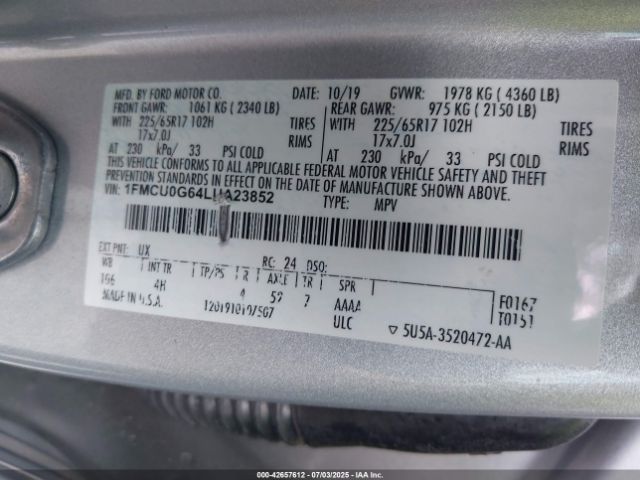 MFD. BY FORD MOTOR CO. DATE: 10/19 GVWR: 1978 KG ( 4360 LB)
FRONT GAWR: 1061 KG ( 2340 LB) REAR GAWR: 975 KG ( 2150 LB)
WITH 225/65R17 102H TIRES WITH 225/65R17 102H TIRES
17x7.0J RIMS 17x7.0J RIMS
AT 230 kPa/ 33 PSI COLD AT 230 kPa/ 33 PSI COLD
THIS VEHICLE CONFORMS TO ALL APPLICABLE FEDERAL MOTOR VEHICLE SAFETY AND THEFT
PREVENTION STANDARDS IN EFFECT ON THE DATE OF MANUFACTURE SHOWN ABOVE.
VIN: TYPE: MPV
EXT PNT: UX RC: 24 DSO:
WB INT TR TP/PS R AXLE TR SPR
4H 4 AAAA F0167
MADE IN U.S.A. ULC ▽ 5U5A-3520472-AA
000-42657612 - 07/03/2025 - IAAI, Inc.